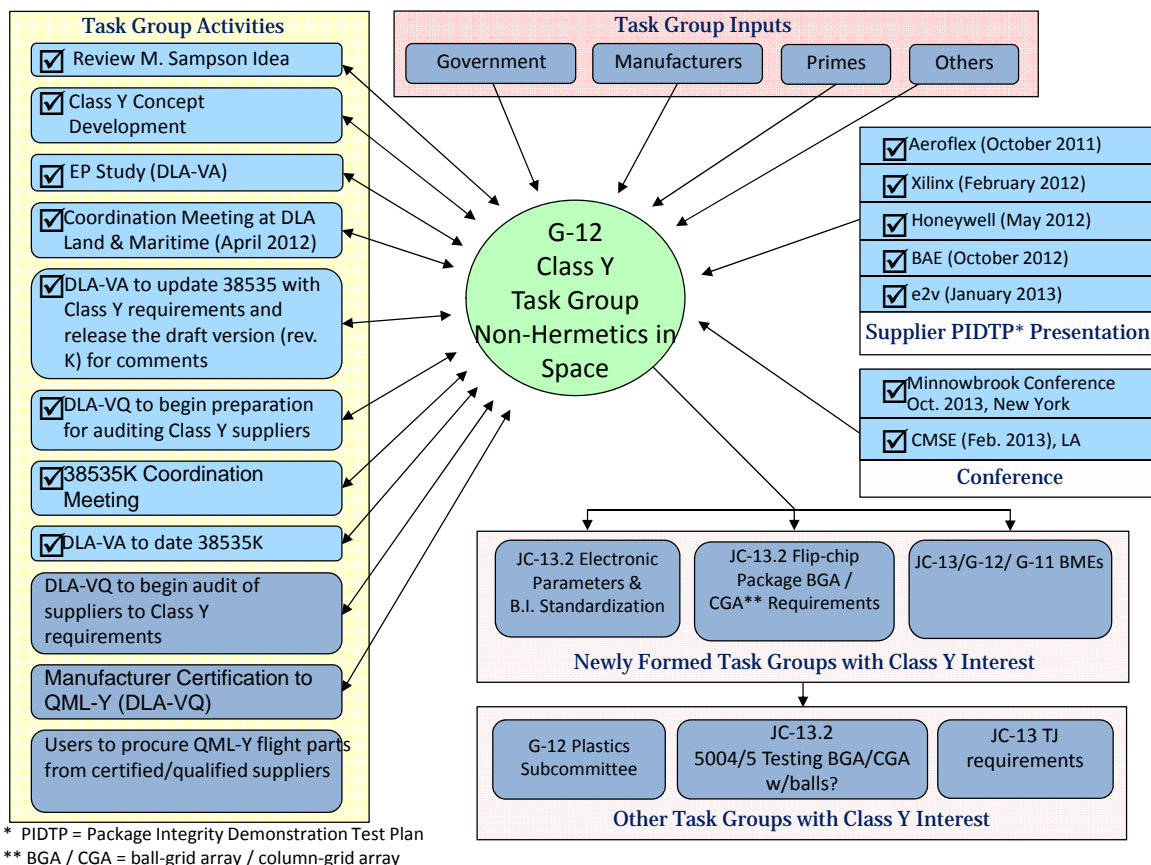 Task Group Activities
Review M. Sampson Idea
Class Y Concept
Development
EP Study (DLA-VA)
Coordination Meeting at DLA
Land & Maritime (April 2012)
DLA-VA to update 38535 with
Class Y requirements and
release the draft version (rev.
K) for comments
DLA-VQ to begin preparation
for auditing Class Y suppliers
38535K Coordination
Meeting
DLA-VA to date 38535K
DLA-VQ to begin audit of
suppliers to Class Y
requirements
Manufacturer Certification to
QML-Y (DLA-VQ)
Users to procure QML-Y flight parts
from certified/qualified suppliers
* PIDTP = Package Integrity Demonstration Test Plan
** BGA / CGA = ball-grid array / column-grid array
Task Group Inputs
Government
Manufacturers
Primes
Others
G-12
Class Y
Task Group
Non-Hermetics in
Space
Aeroflex (October 2011)
Xilinx (February 2012)
Honeywell (May 2012)
BAE (October 2012)
e2v (January 2013)
Supplier PIDTP* Presentation
Minnowbrook Conference
Oct. 2013, New York
CMSE (Feb. 2013), LA
Conference
JC-13.2 Electronic
Parameters &
B.I. Standardization
JC-13.2 Flip-chip
Package BGA /
CGA** Requirements
JC-13/G-12/ G-11 BMEs
Newly Formed Task Groups with Class Y Interest
G-12 Plastics
Subcommittee
JC-13.2
5004/5 Testing BGA/CGA
w/balls?
JC-13 TJ
requirements
Other Task Groups with Class Y Interest